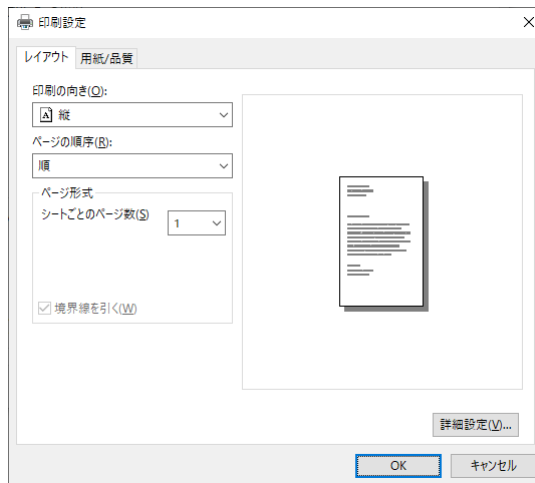 印刷設定
レイアウト 用紙/品質
印刷の向き(O):
縦
ページの順序(R):
順
ページ形式
シートごとのページ数(S) 1
境界線を引く(W)
詳細設定(V)...
OK キャンセル